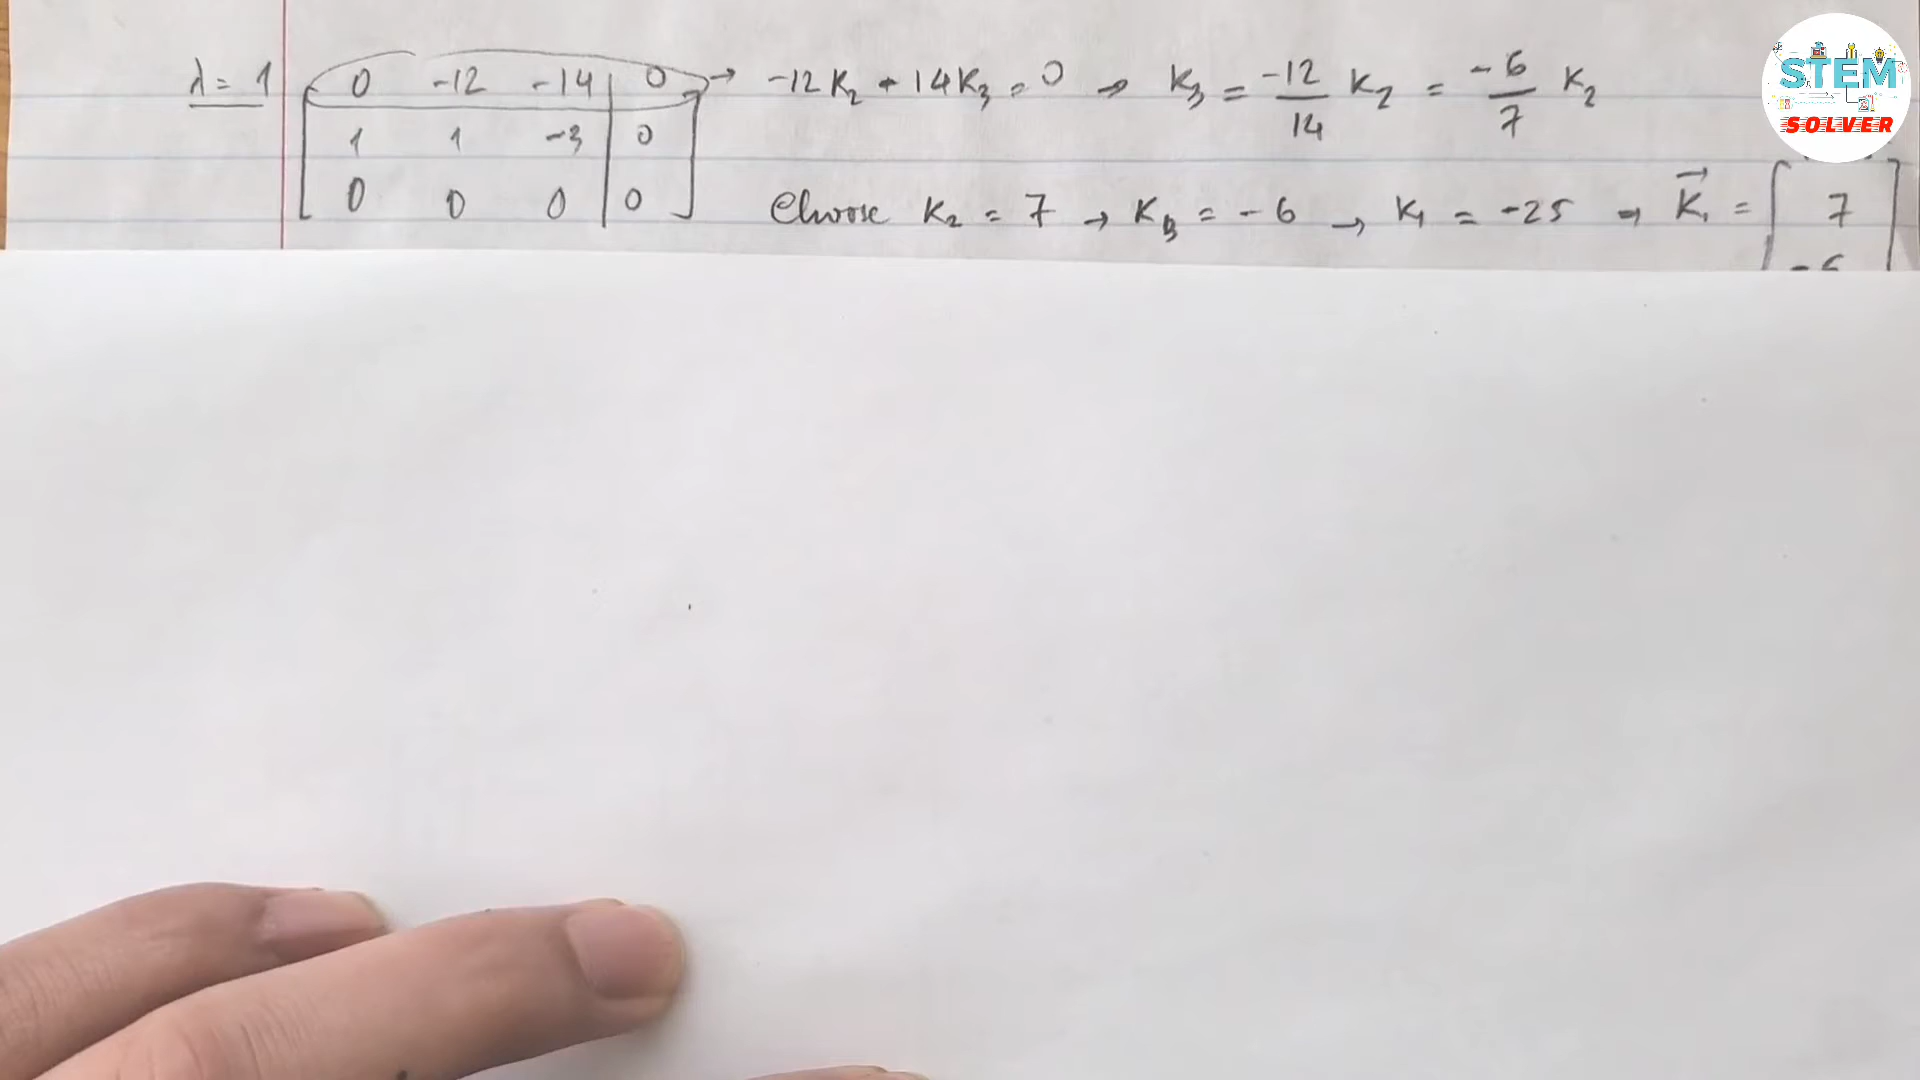 λ = 1 [ 0 -12 -14 | 0 ] → -12K₂ - 14K₃ = 0 → K₃ = -12/14 K₂ = -6/7 K₂
1 1 -3 | 0
0 0 0 | 0
Choose K₂ = 7 → K₃ = -6 → K₁ = -25 → K⃗₁ = [ 7
-6
STEM
SOLVER